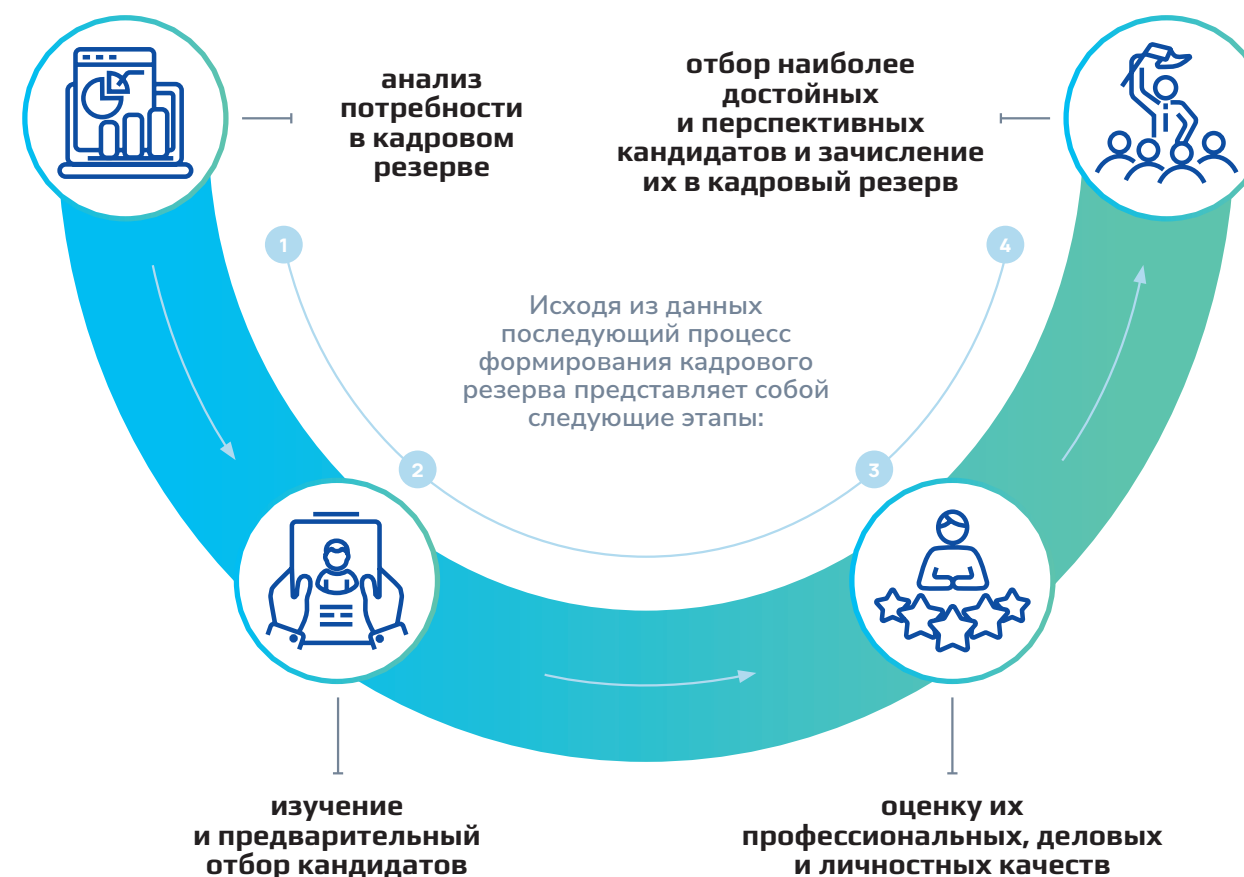 анализ
потребности
в кадровом
резерве
отбор наиболее
достойных
и перспективных
кандидатов и зачисление
их в кадровый резерв
1
4
Исходя из данных
последующий процесс
формирования кадрового
резерва представляет собой
следующие этапы:
2
3
изучение
и предварительный
отбор кандидатов
оценку их
профессиональных, деловых
и личностных качеств